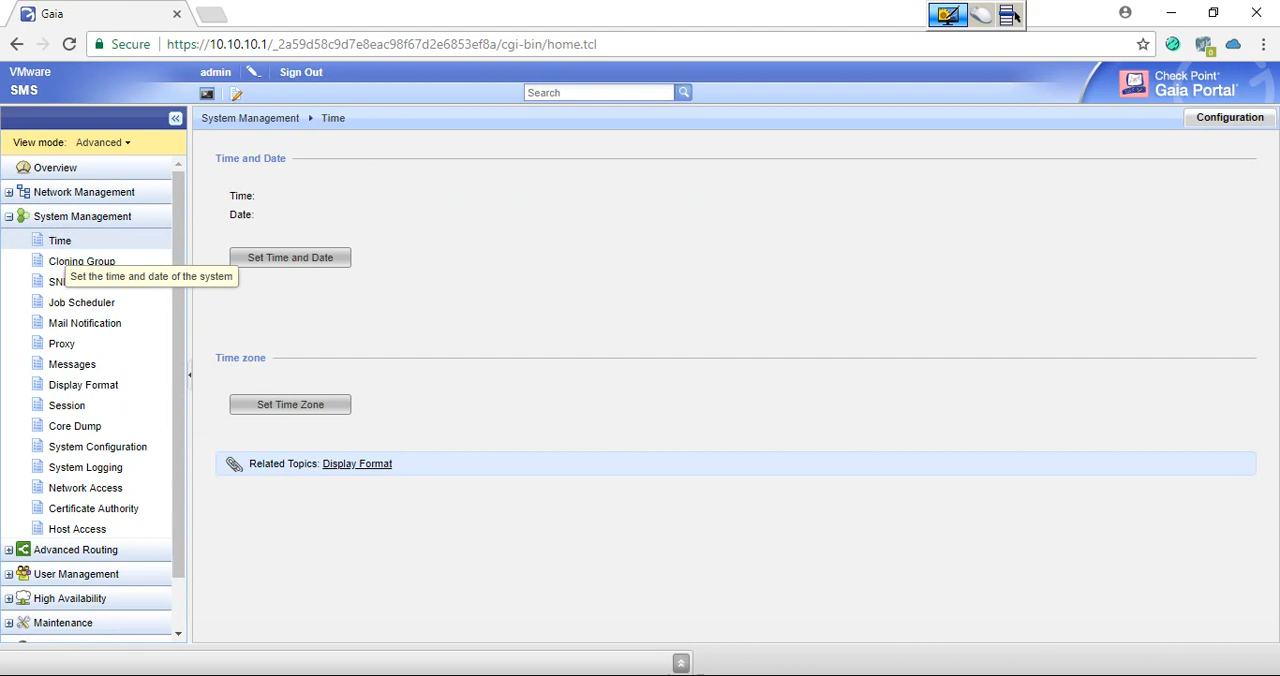 Gaia
Secure https://10.10.10.1/_2a59d58c9d7e8eac98f67d2e6853ef8a/cgi-bin/home.tcl
0
VMware
SMS
admin Sign Out
Search
Check Point
Gaia Portal
System Management Time
Configuration
View mode: Advanced
Overview
Network Management
System Management
Time
Cloning Group
SN
Set the time and date of the system
Job Scheduler
Mail Notification
Proxy
Messages
Display Format
Session
Core Dump
System Configuration
System Logging
Network Access
Certificate Authority
Host Access
Advanced Routing
User Management
High Availability
Maintenance
Time and Date
Time:
Date:
Set Time and Date
Time zone
Set Time Zone
Related Topics: Display Format